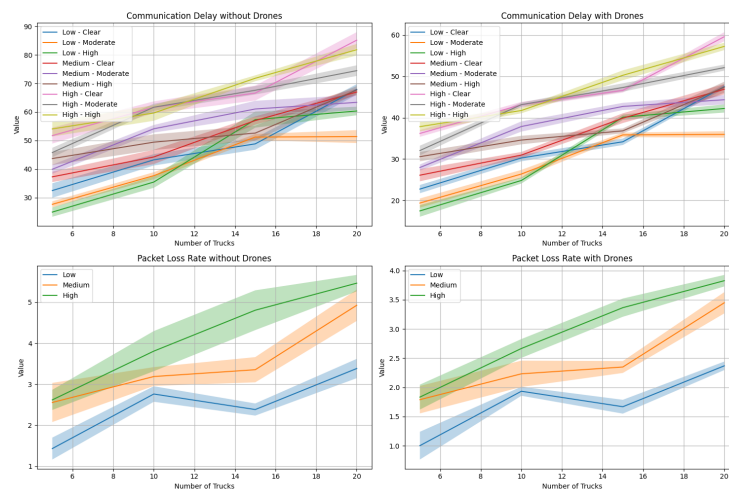 Communication Delay without Drones
90
80
70
60
50
40
30
Value
6
8
10
12
14
16
18
20
Number of Trucks
Low - Clear
Low - Moderate
Low - High
Medium - Clear
Medium - Moderate
Medium - High
High - Clear
High - Moderate
High - High
Communication Delay with Drones
60
50
40
30
20
Value
6
8
10
12
14
16
18
20
Number of Trucks
Low - Clear
Low - Moderate
Low - High
Medium - Clear
Medium - Moderate
Medium - High
High - Clear
High - Moderate
High - High
Packet Loss Rate without Drones
5
4
3
2
1
Value
6
8
10
12
14
16
18
20
Number of Trucks
Low
Medium
High
Packet Loss Rate with Drones
4.0
3.5
3.0
2.5
2.0
1.5
1.0
Value
6
8
10
12
14
16
18
20
Number of Trucks
Low
Medium
High